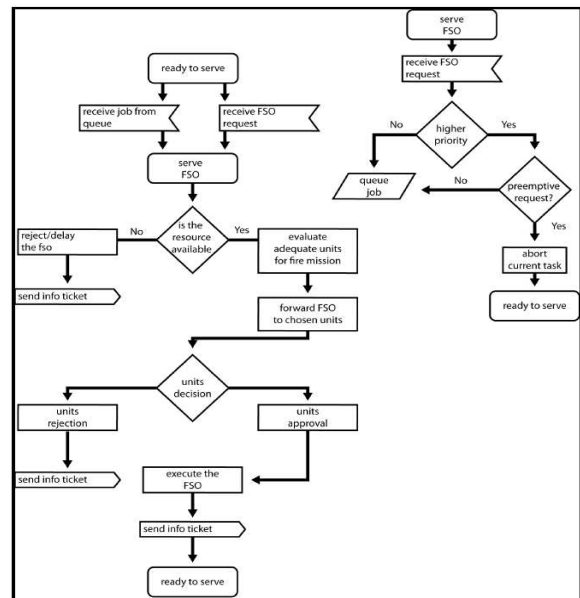 ready to serve
receive job from
queue
receive FSO
request
serve
FSO
is the
resource
available
No
Yes
reject/delay
the fso
send info ticket
evaluate
adequate units
for fire mission
forward FSO
to chosen units
units
decision
units
rejection
units
approval
send info ticket
execute the
FSO
send info ticket
ready to serve
serve
FSO
receive FSO
request
higher
priority
No
Yes
queue
job
No
preemptive
request?
Yes
abort
current task
ready to serve